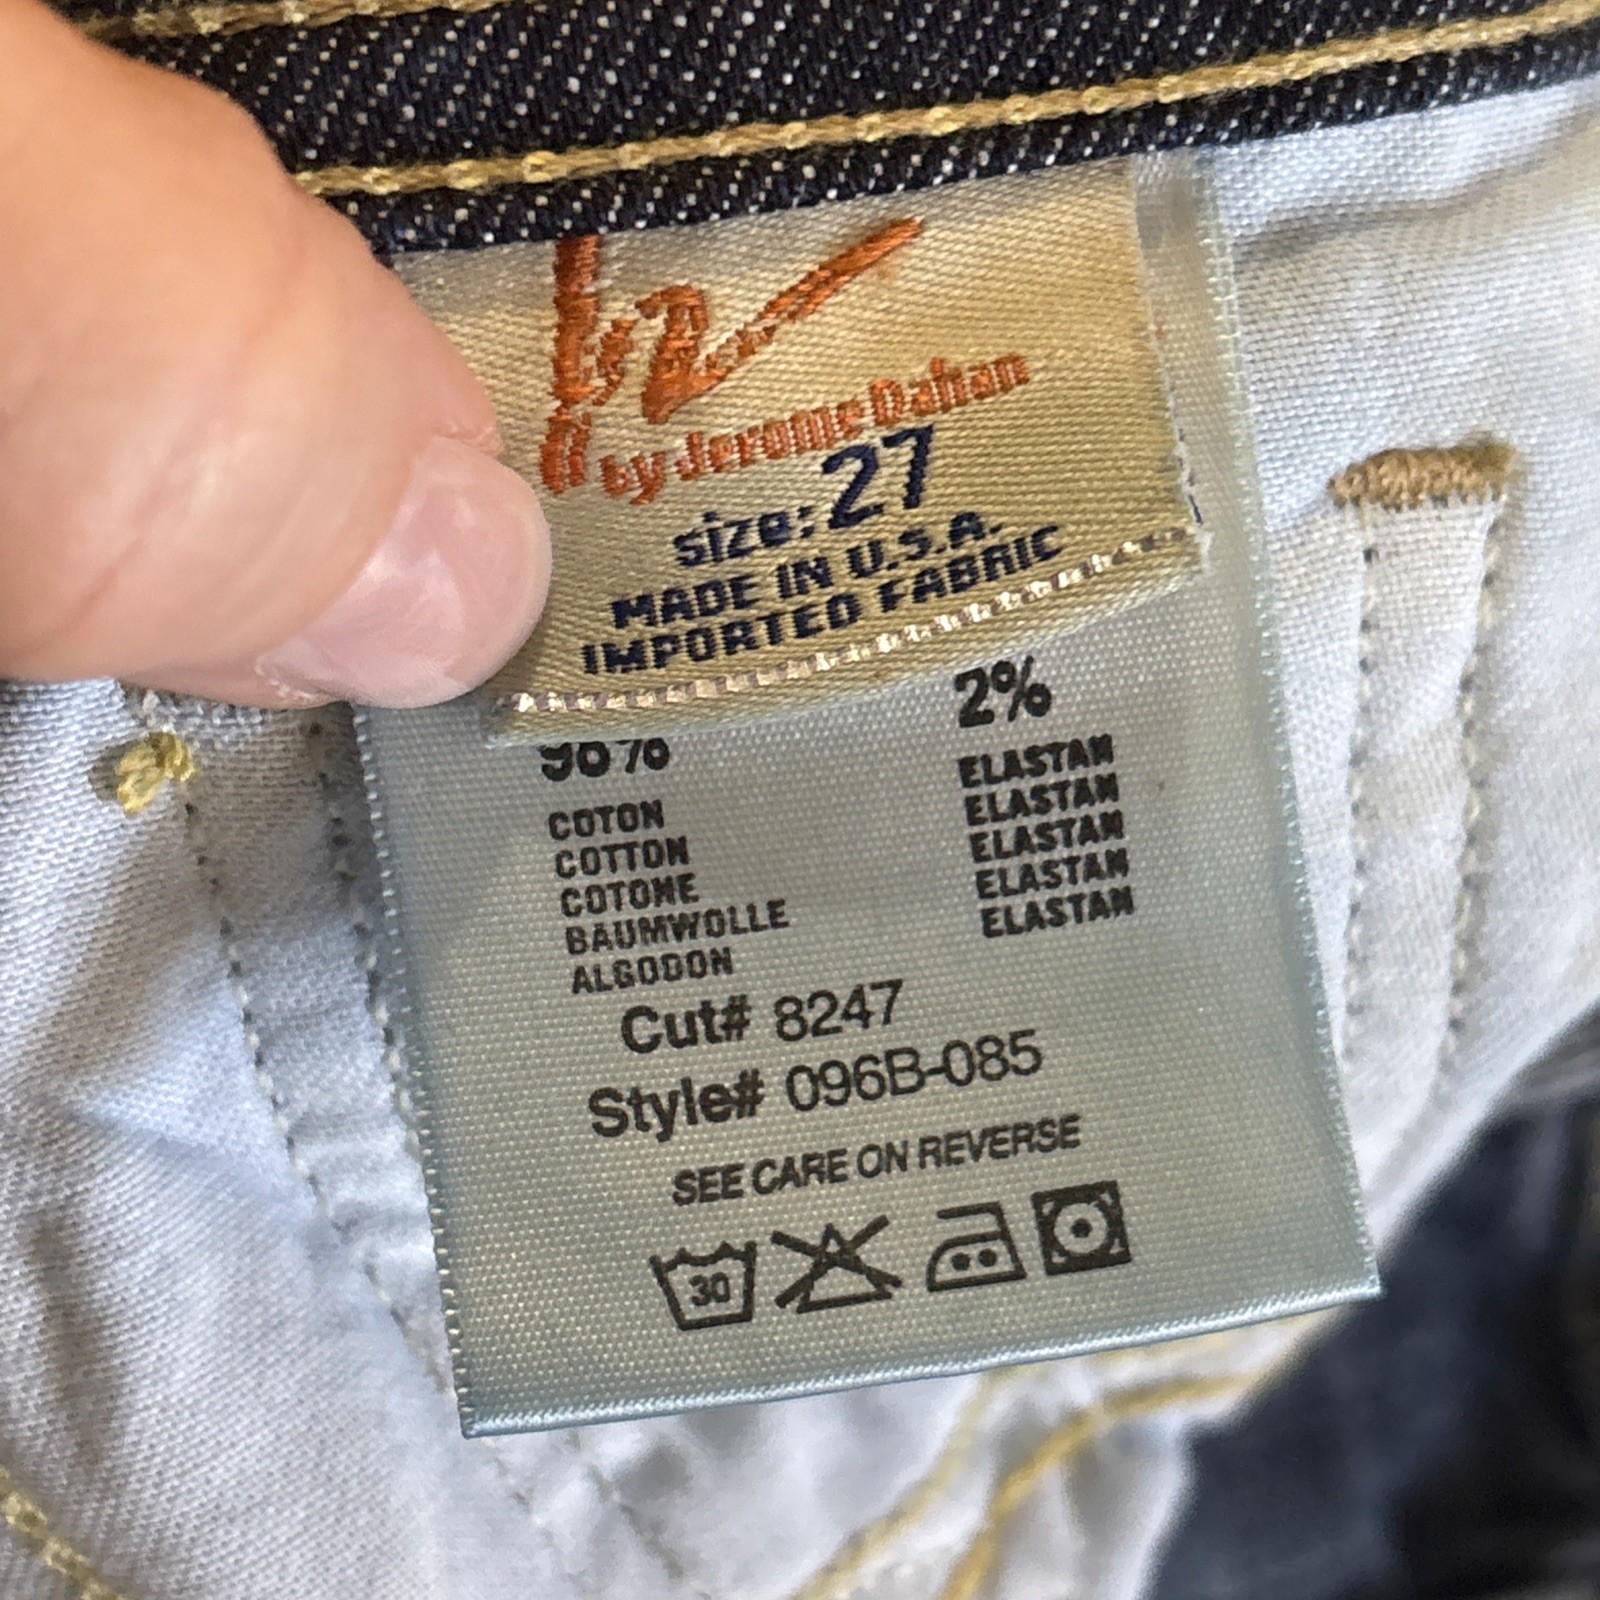 by Jerome Dahan
size: 27
MADE IN U.S.A.
IMPORTED FABRIC
98% 2%
COTON ELASTAN
COTTON ELASTAN
COTONE ELASTAN
BAUMWOLLE ELASTAN
ALGODON ELASTAN
Cut# 8247
Style# 096B-085
SEE CARE ON REVERSE
30